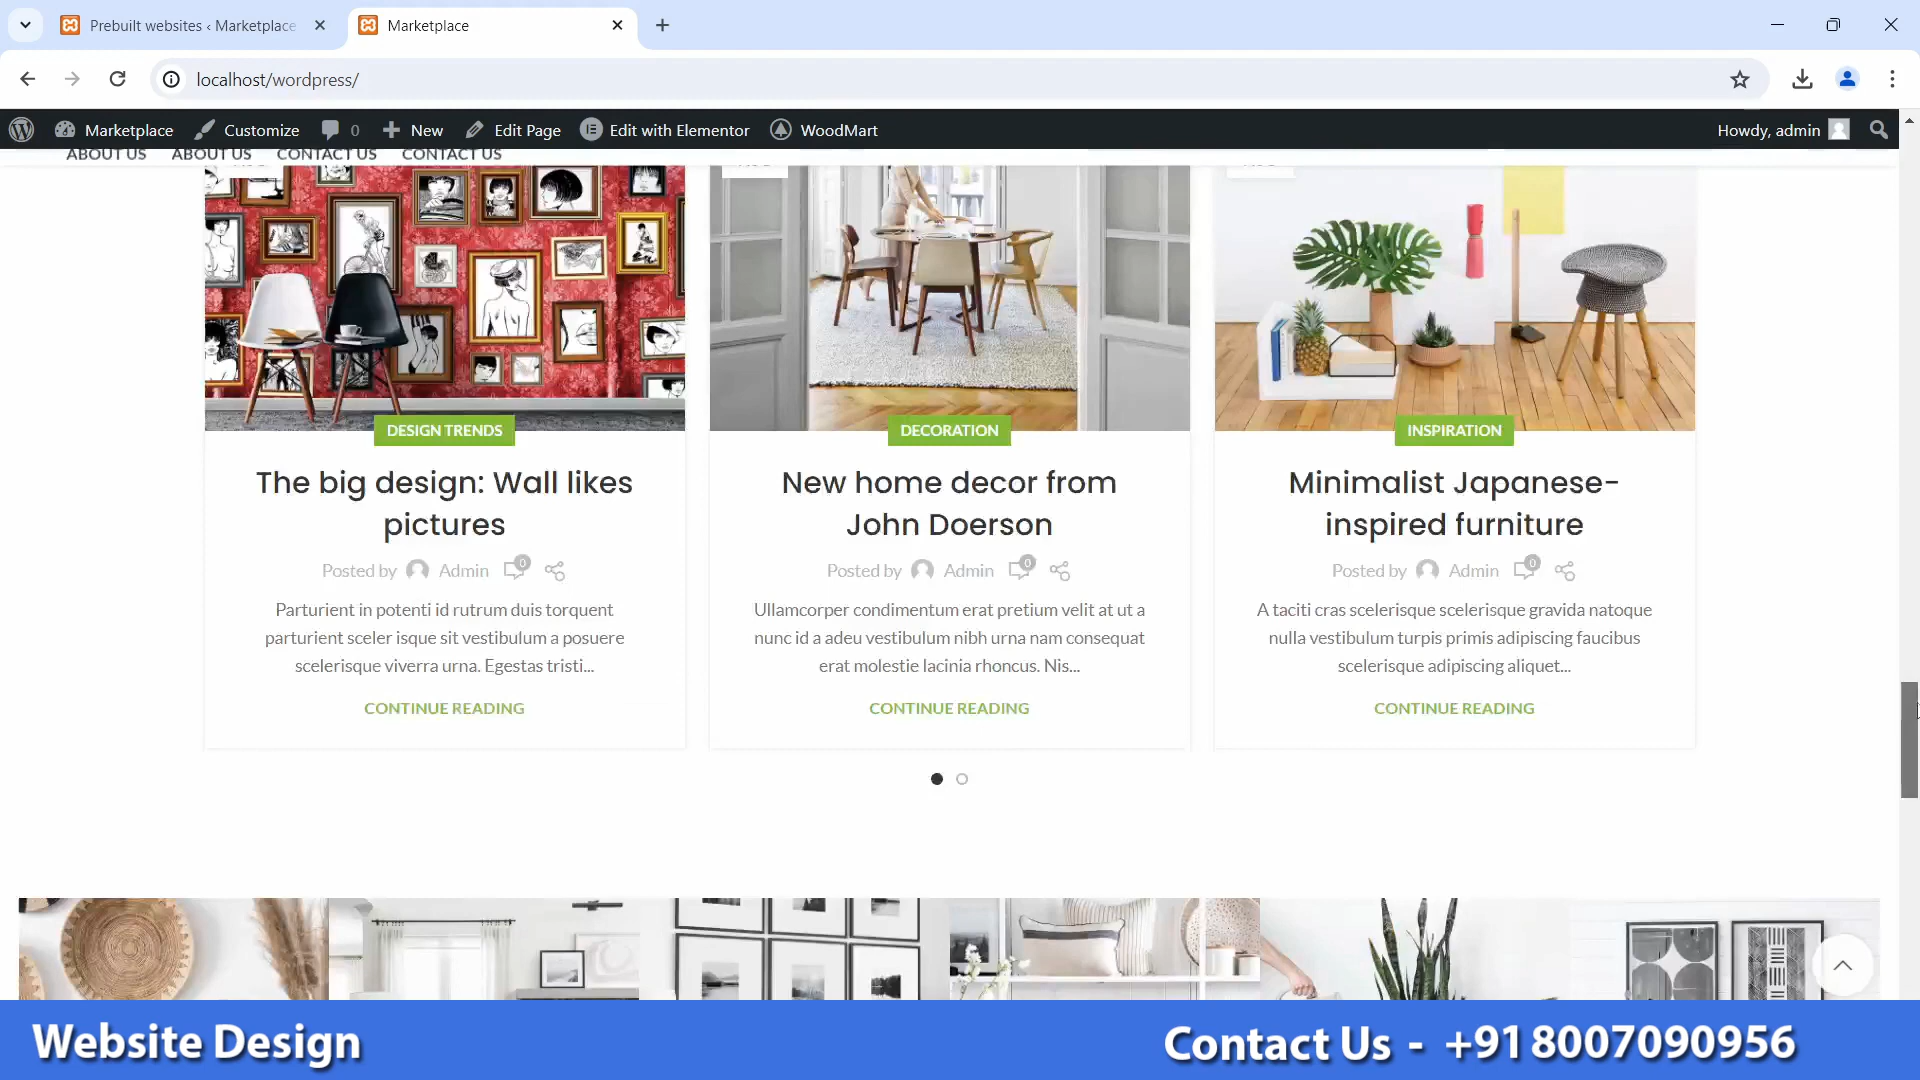 Prebuilt websites ‹ Marketplace
Marketplace
localhost/wordpress/
Marketplace
Customize
0
New
Edit Page
Edit with Elementor
WoodMart
Howdy, admin
ABOUT US ABOUT US CONTACT US CONTACT US
DESIGN TRENDS
The big design: Wall likes
pictures
Posted by Admin 0
Parturient in potenti id rutrum duis torquent
parturient sceler isque sit vestibulum a posuere
scelerisque viverra urna. Egestas tristi...
CONTINUE READING
DECORATION
New home decor from
John Doerson
Posted by Admin 0
Ullamcorper condimentum erat pretium velit at ut a
nunc id a adeu vestibulum nibh urna nam consequat
erat molestie lacinia rhoncus. Nis...
CONTINUE READING
INSPIRATION
Minimalist Japanese-
inspired furniture
Posted by Admin 0
A taciti cras scelerisque scelerisque gravida natoque
nulla vestibulum turpis primis adipiscing faucibus
scelerisque adipiscing aliquet...
CONTINUE READING
Website Design
Contact Us - +91 8007090956